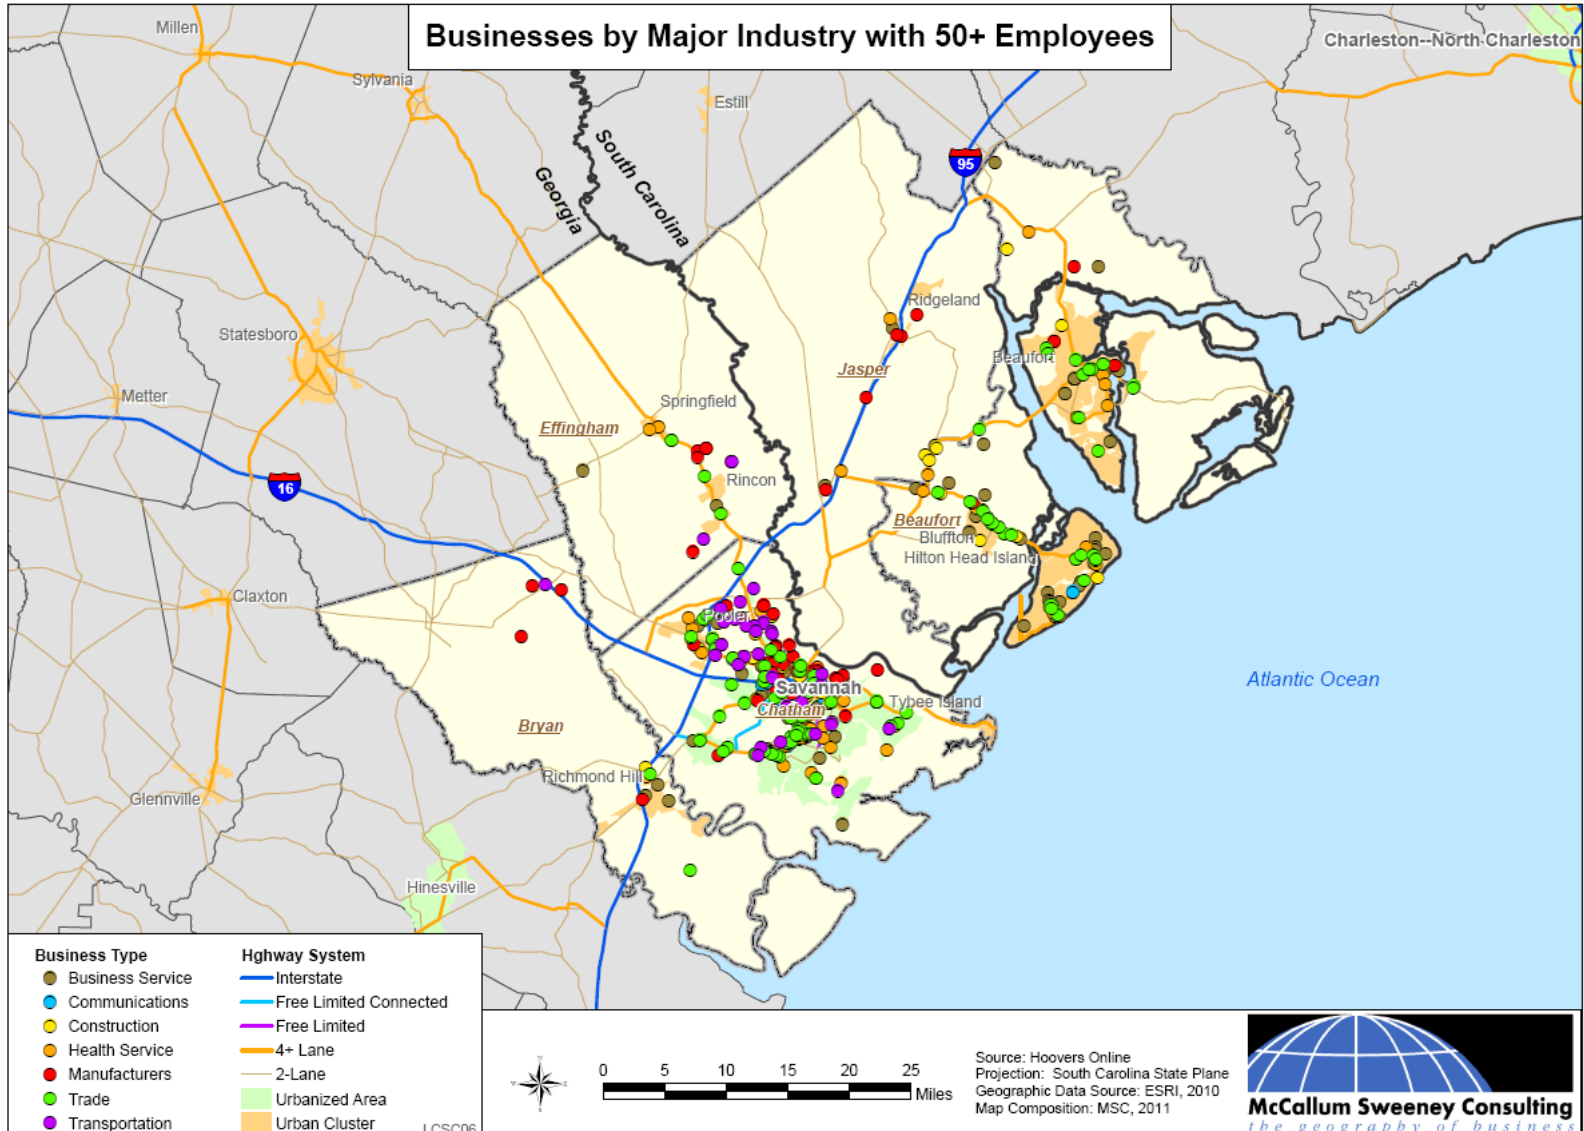 Businesses by Major Industry with 50+ Employees
Millen
Sylvania
Estill
Charleston--North Charleston
South Carolina
Georgia
95
Ridgeland
Statesboro
Beaufort
Jasper
Metter
Springfield
Effingham
16
Rincon
Beaufort
Bluffton
Hilton Head Island
Claxton
Pooler
Savannah
Chatham
Tybee Island
Atlantic Ocean
Bryan
Richmond Hill
Glennville
Hinesville
Business Type
Business Service
Communications
Construction
Health Service
Manufacturers
Trade
Transportation
Hghway System
Interstate
Free Limited Connected
Free Limited
4+ Lane
2-Lane
Urbanized Area
Urban Cluster
LCSC06
0 5 10 15 20 25
Miles
Source: Hoovers Online
Projection: South Carolina State Plane
Geographic Data Source: ESRI, 2010
Map Composition: MSC, 2011
McCallum Sweeney Consulting
the geography of business